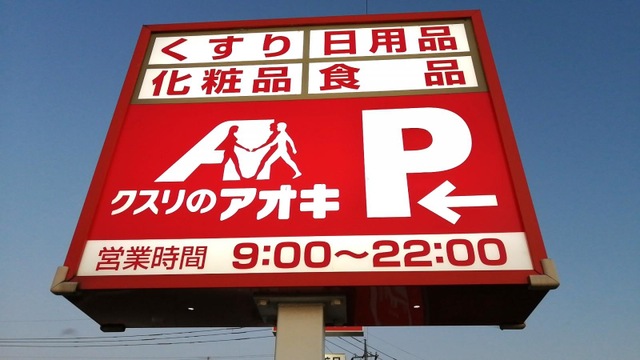 くすり 日用品
化粧品 食品
クスリのアオキ P←
営業時間 9:00～22:00